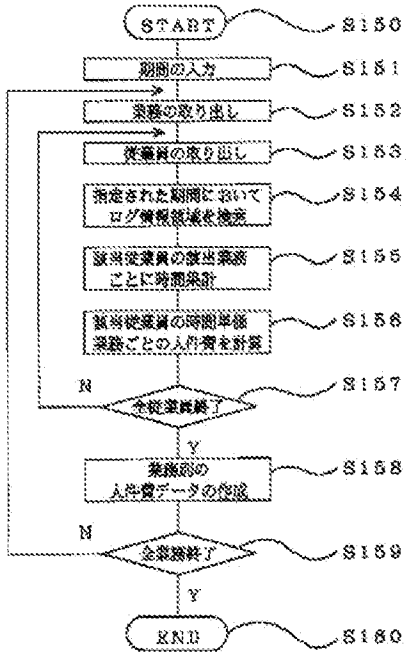 START
S150
期間の入力
S151
業務の取り出し
S152
従業員の取り出し
S153
指定された期間において
ログ情報領域を検索
S154
該当従業員の該当業務
ごとに時間集計
S155
該当従業員の時間単価
業務ごとの人件費を計算
S156
N
全従業員終了
S157
Y
業務別の
人件費データの作成
S158
N
全業務終了
S159
Y
END
S160